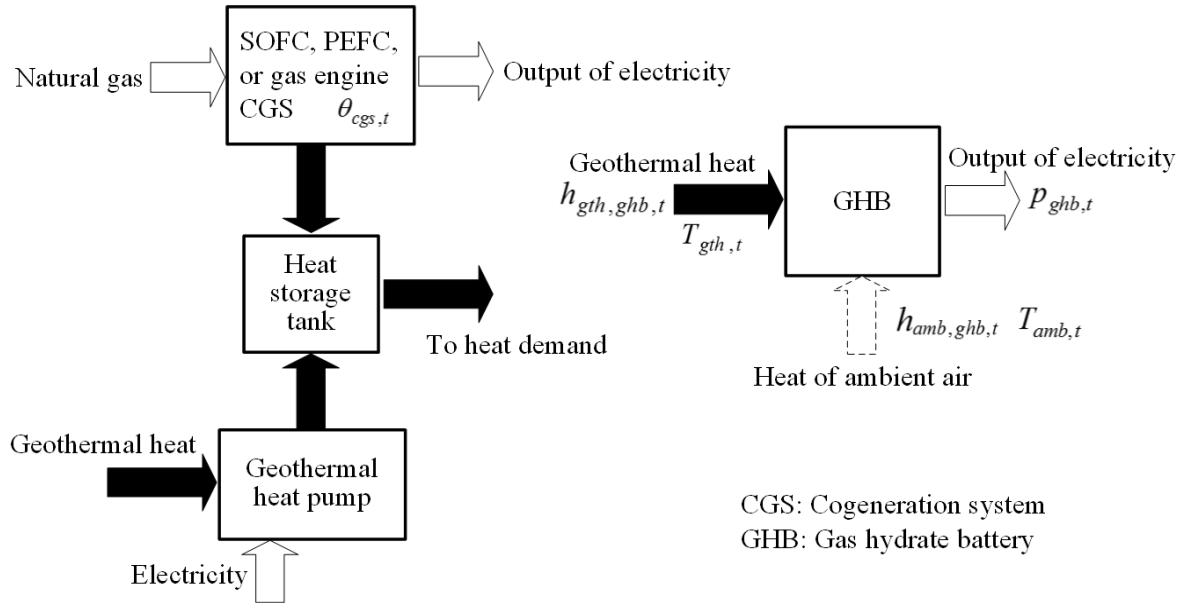 SOFC, PEFC,
or gas engine
CGS θcgs,t
Natural gas
Output of electricity
Heat
storage
tank
To heat demand
Geothermal heat
Geothermal
heat pump
Electricity
Geothermal heat
hgth,ghb,t
Tgth,t
GHB
Output of electricity
pghb,t
hamb,ghb,t Tamb,t
Heat of ambient air
CGS: Cogeneration system
GHB: Gas hydrate battery